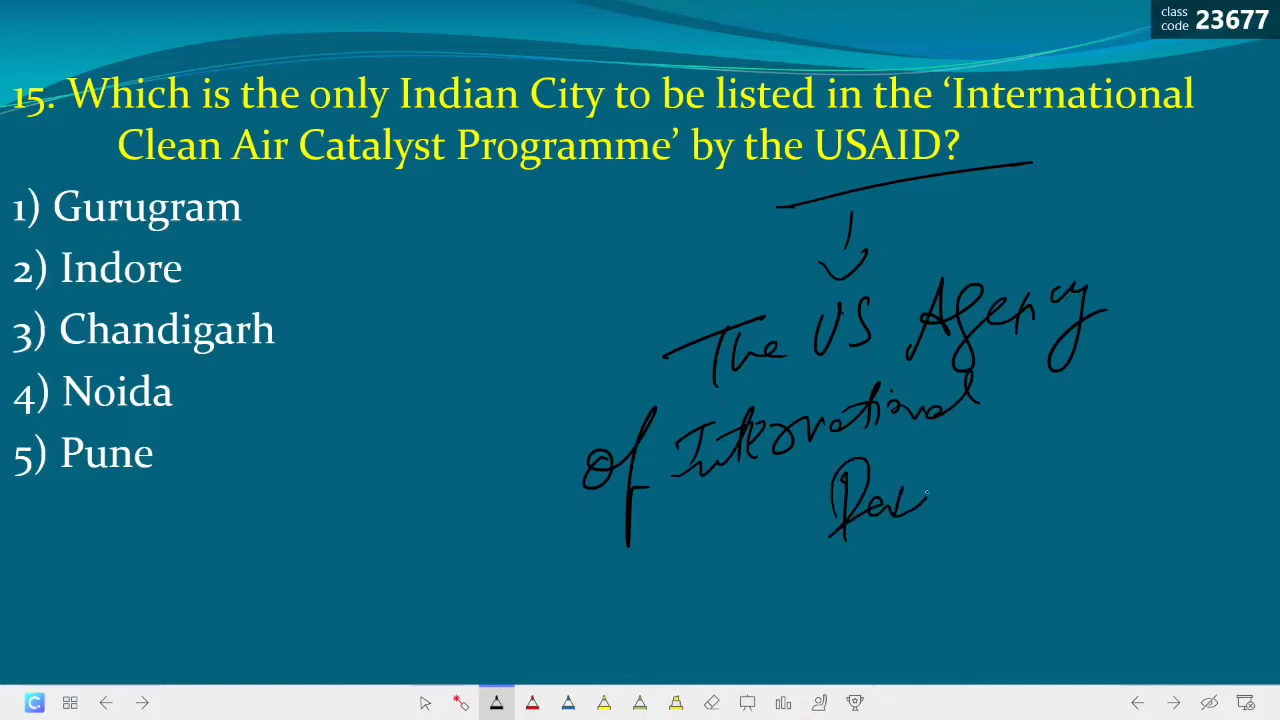 class
code 23677
15. Which is the only Indian City to be listed in the ‘International
Clean Air Catalyst Programme’ by the USAID?
1) Gurugram
2) Indore
3) Chandigarh
4) Noida
5) Pune
The US Agency
of International